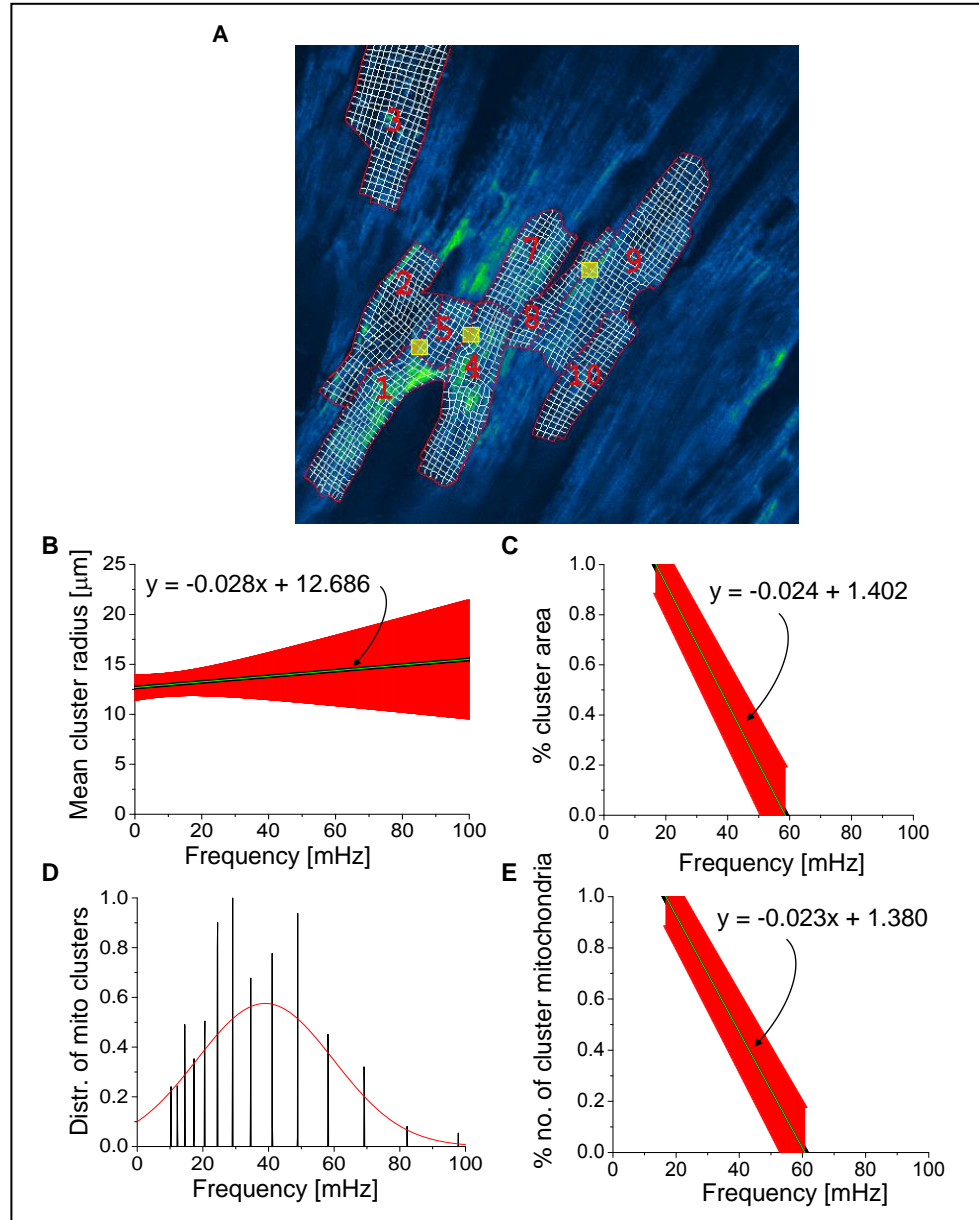 A
3
7
2
9
5
8
4
1
10
B
Mean cluster radius [μm]
25
20
15
10
5
0
y = -0.028x + 12.686
0 20 40 60 80 100
Frequency [mHz]
C
% cluster area
1.0
0.8
0.6
0.4
0.2
0.0
y = -0.024 + 1.402
0 20 40 60 80 100
Frequency [mHz]
D
Distr. of mito clusters
1.0
0.8
0.6
0.4
0.2
0.0
0 20 40 60 80 100
Frequency [mHz]
E
% no. of cluster mitochondria
1.0
0.8
0.6
0.4
0.2
0.0
y = -0.023x + 1.380
0 20 40 60 80 100
Frequency [mHz]